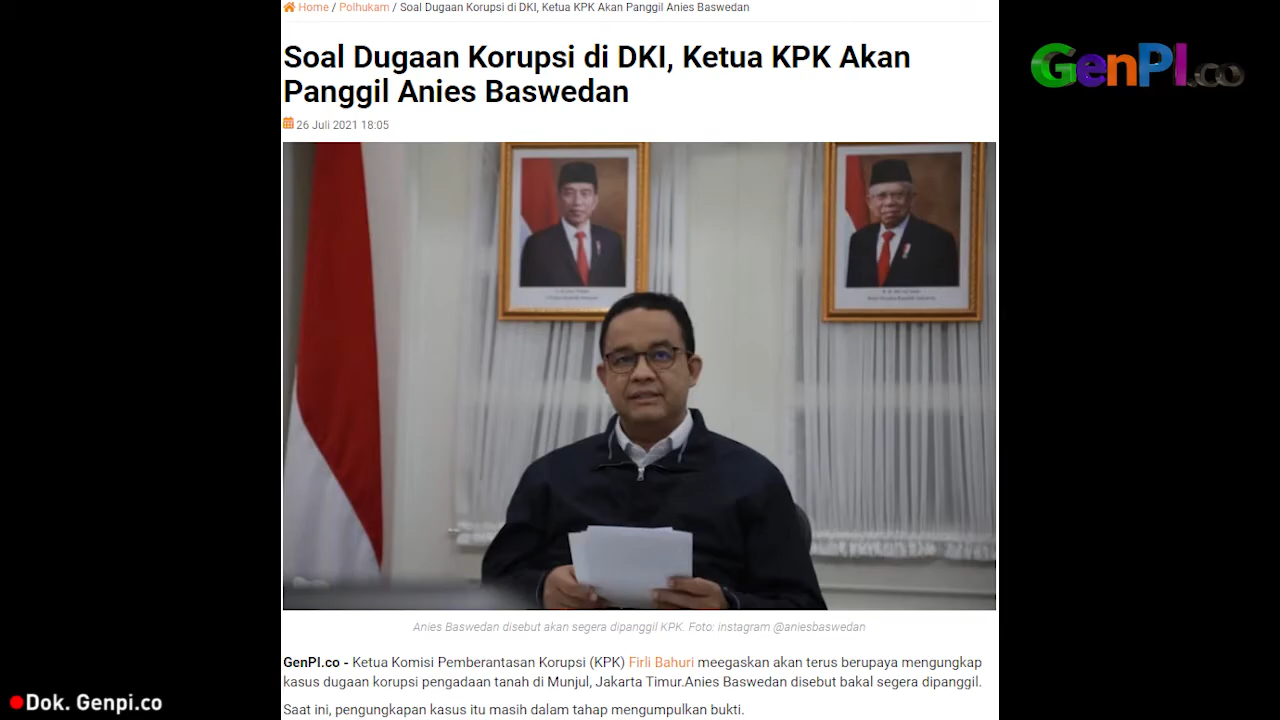 Home / Polhukam / Soal Dugaan Korupsi di DKI, Ketua KPK Akan Panggil Anies Baswedan
GenPI.co
Soal Dugaan Korupsi di DKI, Ketua KPK Akan
Panggil Anies Baswedan
26 Juli 2021 18:05
Anies Baswedan disebut akan segera dipanggil KPK. Foto: instagram @aniesbaswedan
GenPI.co - Ketua Komisi Pemberantasan Korupsi (KPK) Firli Bahuri meegaskan akan terus berupaya mengungkap
kasus dugaan korupsi pengadaan tanah di Munjul, Jakarta Timur.Anies Baswedan disebut bakal segera dipanggil.
Saat ini, pengungkapan kasus itu masih dalam tahap mengumpulkan bukti.
Dok. Genpi.co